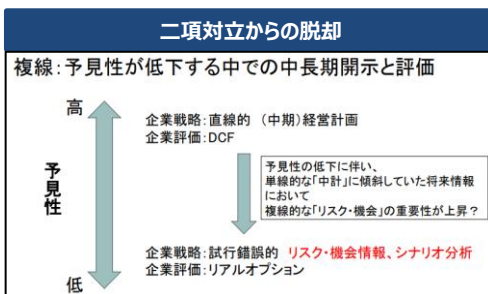 二項対立からの脱却
複線：予見性が低下する中での中長期開示と評価
高
企業戦略：直線的　（中期）経営計画
企業評価：DCF
予見性
予見性の低下に伴い、
単線的な「中計」に傾斜していた将来情報
において
複線的な「リスク・機会」の重要性が上昇？
企業戦略：試行錯誤的　リスク・機会情報、シナリオ分析
企業評価：リアルオプション
低